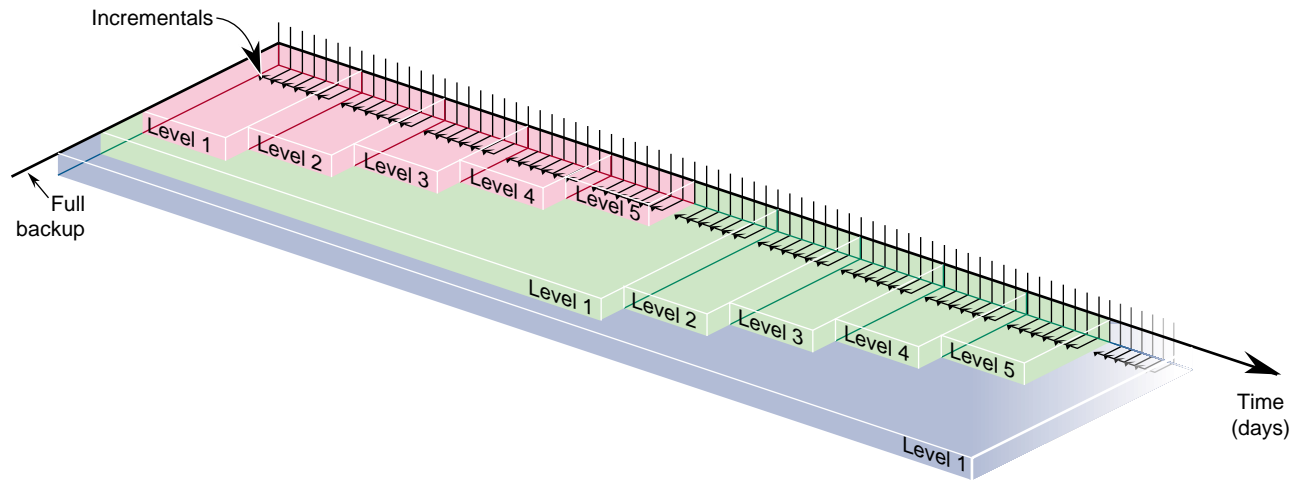 Incrementals
Level 1
Level 2
Level 3
Level 4
Level 5
Full
backup
Level 1
Level 2
Level 3
Level 4
Level 5
Level 1
Time
(days)